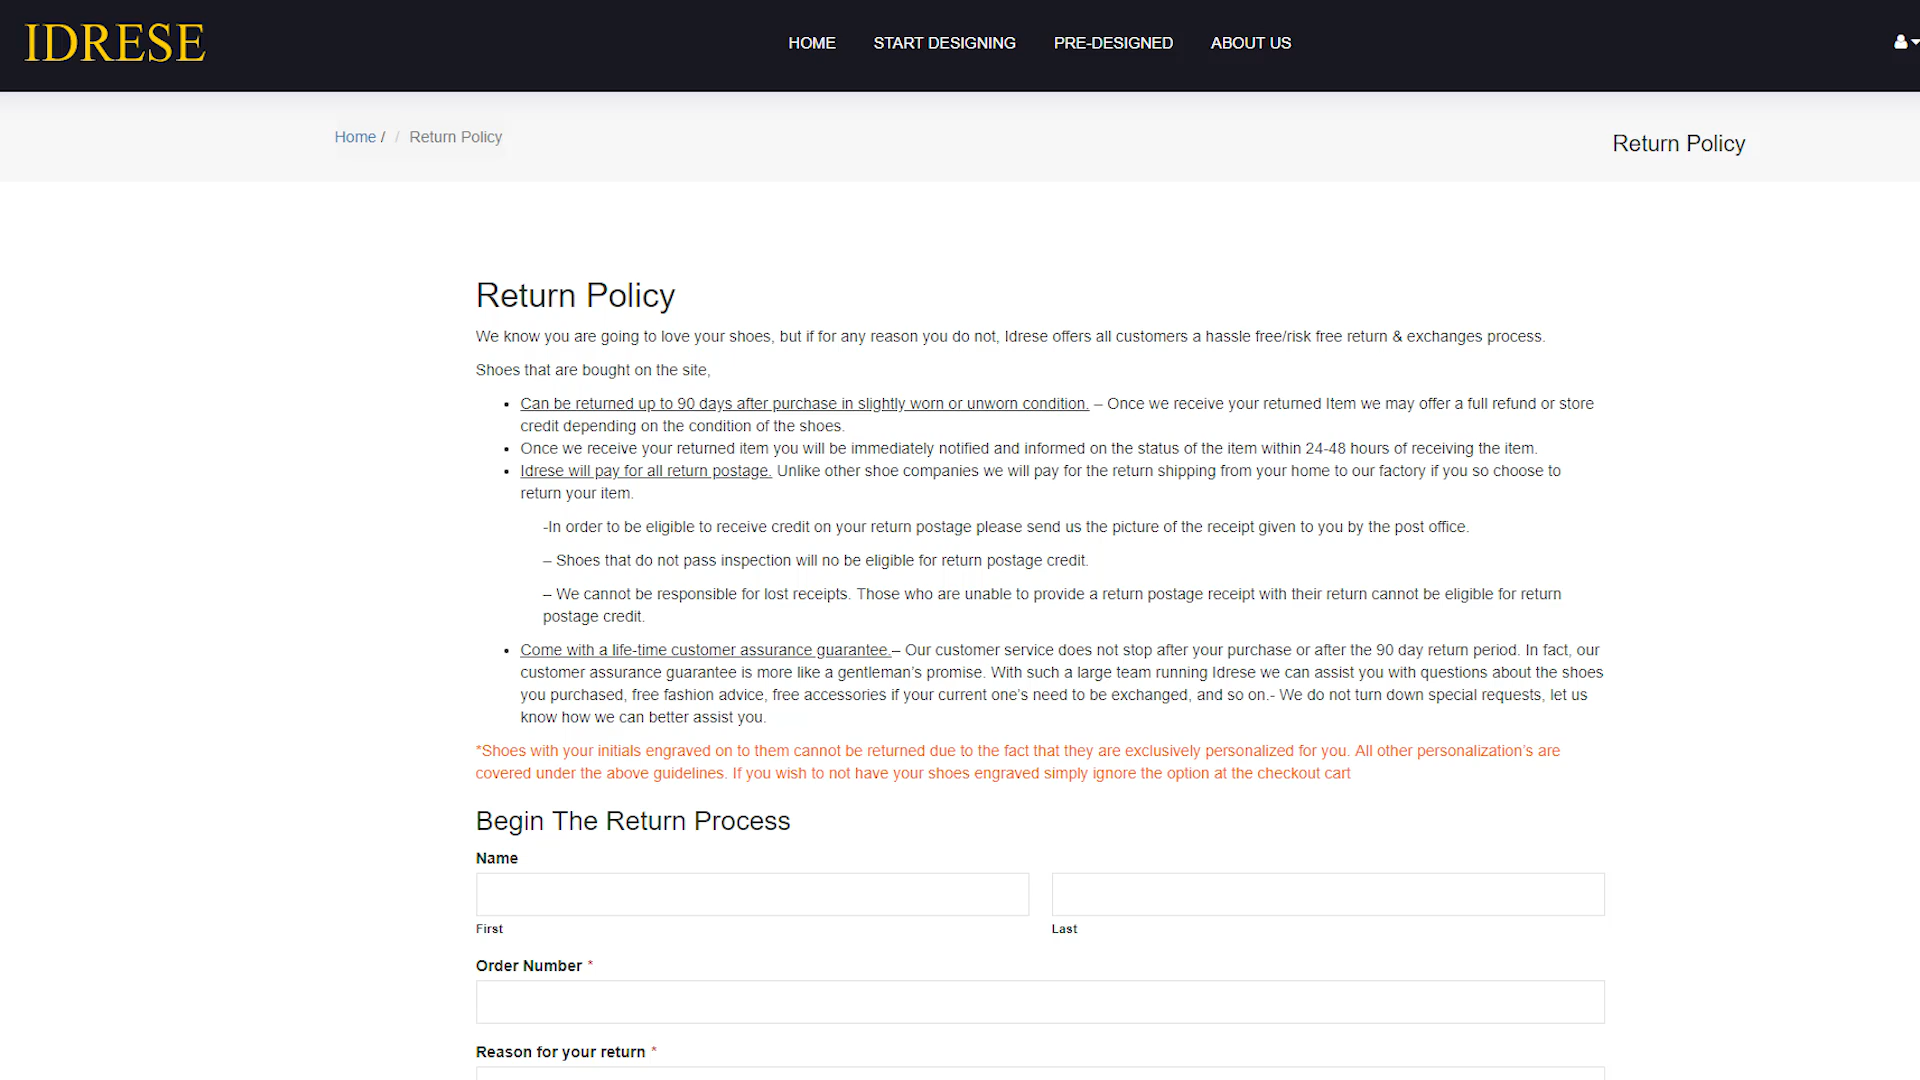 IDRESE
HOME START DESIGNING PRE-DESIGNED ABOUT US
Home / / Return Policy
Return Policy
Return Policy
We know you are going to love your shoes, but if for any reason you do not, Idrese offers all customers a hassle free/risk free return & exchanges process.
Shoes that are bought on the site,
• Can be returned up to 90 days after purchase in slightly worn or unworn condition. – Once we receive your returned Item we may offer a full refund or store
credit depending on the condition of the shoes.
• Once we receive your returned item you will be immediately notified and informed on the status of the item within 24-48 hours of receiving the item.
• Idrese will pay for all return postage. Unlike other shoe companies we will pay for the return shipping from your home to our factory if you so choose to
return your item.
-In order to be eligible to receive credit on your return postage please send us the picture of the receipt given to you by the post office.
– Shoes that do not pass inspection will no be eligible for return postage credit.
– We cannot be responsible for lost receipts. Those who are unable to provide a return postage receipt with their return cannot be eligible for return
postage credit.
• Come with a life-time customer assurance guarantee.– Our customer service does not stop after your purchase or after the 90 day return period. In fact, our
customer assurance guarantee is more like a gentleman’s promise. With such a large team running Idrese we can assist you with questions about the shoes
you purchased, free fashion advice, free accessories if your current one’s need to be exchanged, and so on.- We do not turn down special requests, let us
know how we can better assist you.
*Shoes with your initials engraved on to them cannot be returned due to the fact that they are exclusively personalized for you. All other personalization’s are
covered under the above guidelines. If you wish to not have your shoes engraved simply ignore the option at the checkout cart
Begin The Return Process
Name
First Last
Order Number *
Reason for your return *